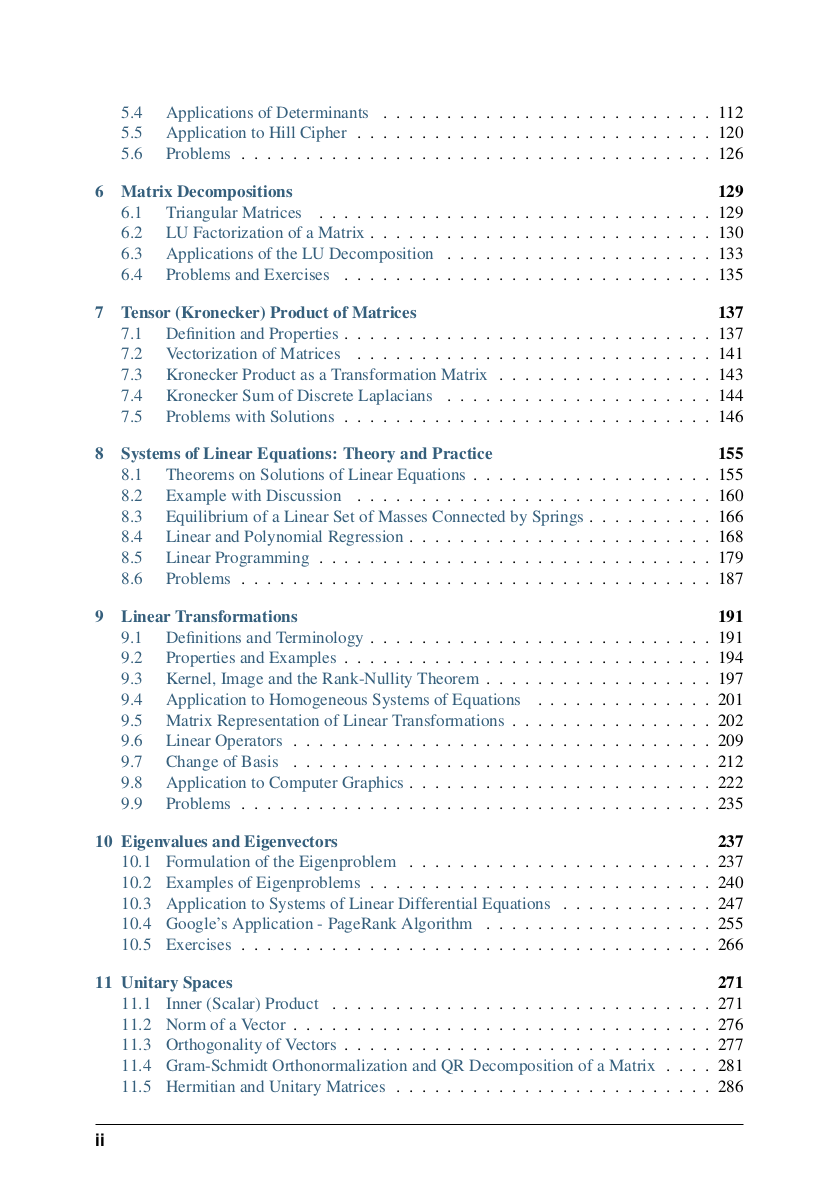 5.4 Applications of Determinants . . . . . . . . . . . . . . . . . . . . . . . . . . 112
5.5 Application to Hill Cipher . . . . . . . . . . . . . . . . . . . . . . . . . . . . 120
5.6 Problems . . . . . . . . . . . . . . . . . . . . . . . . . . . . . . . . . . . . . 126
6 Matrix Decompositions 129
6.1 Triangular Matrices . . . . . . . . . . . . . . . . . . . . . . . . . . . . . . . 129
6.2 LU Factorization of a Matrix . . . . . . . . . . . . . . . . . . . . . . . . . . . 130
6.3 Applications of the LU Decomposition . . . . . . . . . . . . . . . . . . . . . 133
6.4 Problems and Exercises . . . . . . . . . . . . . . . . . . . . . . . . . . . . . 135
7 Tensor (Kronecker) Product of Matrices 137
7.1 Definition and Properties . . . . . . . . . . . . . . . . . . . . . . . . . . . . . 137
7.2 Vectorization of Matrices . . . . . . . . . . . . . . . . . . . . . . . . . . . . 141
7.3 Kronecker Product as a Transformation Matrix . . . . . . . . . . . . . . . . . 143
7.4 Kronecker Sum of Discrete Laplacians . . . . . . . . . . . . . . . . . . . . . 144
7.5 Problems with Solutions . . . . . . . . . . . . . . . . . . . . . . . . . . . . . 146
8 Systems of Linear Equations: Theory and Practice 155
8.1 Theorems on Solutions of Linear Equations . . . . . . . . . . . . . . . . . . . 155
8.2 Example with Discussion . . . . . . . . . . . . . . . . . . . . . . . . . . . . 160
8.3 Equilibrium of a Linear Set of Masses Connected by Springs . . . . . . . . . . 166
8.4 Linear and Polynomial Regression . . . . . . . . . . . . . . . . . . . . . . . . 168
8.5 Linear Programming . . . . . . . . . . . . . . . . . . . . . . . . . . . . . . . 179
8.6 Problems . . . . . . . . . . . . . . . . . . . . . . . . . . . . . . . . . . . . . 187
9 Linear Transformations 191
9.1 Definitions and Terminology . . . . . . . . . . . . . . . . . . . . . . . . . . . 191
9.2 Properties and Examples . . . . . . . . . . . . . . . . . . . . . . . . . . . . . 194
9.3 Kernel, Image and the Rank-Nullity Theorem . . . . . . . . . . . . . . . . . . 197
9.4 Application to Homogeneous Systems of Equations . . . . . . . . . . . . . . 201
9.5 Matrix Representation of Linear Transformations . . . . . . . . . . . . . . . . 202
9.6 Linear Operators . . . . . . . . . . . . . . . . . . . . . . . . . . . . . . . . . 209
9.7 Change of Basis . . . . . . . . . . . . . . . . . . . . . . . . . . . . . . . . . 212
9.8 Application to Computer Graphics . . . . . . . . . . . . . . . . . . . . . . . . 222
9.9 Problems . . . . . . . . . . . . . . . . . . . . . . . . . . . . . . . . . . . . . 235
10 Eigenvalues and Eigenvectors 237
10.1 Formulation of the Eigenproblem . . . . . . . . . . . . . . . . . . . . . . . . 237
10.2 Examples of Eigenproblems . . . . . . . . . . . . . . . . . . . . . . . . . . . 240
10.3 Application to Systems of Linear Differential Equations . . . . . . . . . . . . 247
10.4 Google's Application - PageRank Algorithm . . . . . . . . . . . . . . . . . . 255
10.5 Exercises . . . . . . . . . . . . . . . . . . . . . . . . . . . . . . . . . . . . . 266
11 Unitary Spaces 271
11.1 Inner (Scalar) Product . . . . . . . . . . . . . . . . . . . . . . . . . . . . . . 271
11.2 Norm of a Vector . . . . . . . . . . . . . . . . . . . . . . . . . . . . . . . . . 276
11.3 Orthogonality of Vectors . . . . . . . . . . . . . . . . . . . . . . . . . . . . . 277
11.4 Gram-Schmidt Orthonormalization and QR Decomposition of a Matrix . . . . 281
11.5 Hermitian and Unitary Matrices . . . . . . . . . . . . . . . . . . . . . . . . . 286
ii